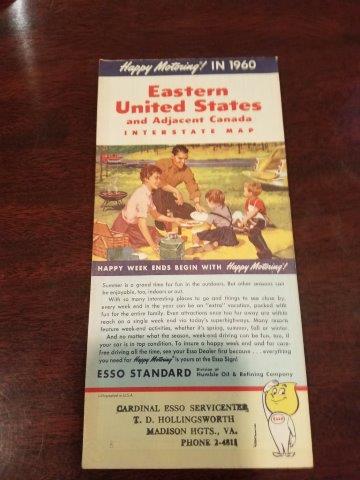 Happy Motoring! IN 1960
Eastern
United States
and Adjacent Canada
INTERSTATE MAP
HAPPY WEEK ENDS BEGIN WITH Happy Motoring!
Summer is a grand time for fun in the outdoors. But other seasons can
be enjoyable, too, indoors or out.
With so many interesting places to go and things to see close by,
every week end in the year can be an "extra" vacation, packed with
fun for the entire family. Even attractions once too far away are within
reach on a single week end via today's superhighways. Many resorts
feature week-end activities, whether it's spring, summer, fall or winter.
And no matter what the season, week-end driving can be fun, too, if
your car is in top condition. To insure a happy week end and for care-
free driving all the time, see your Esso Dealer first because . . . everything
you need for Happy Motoring is yours at the Esso Sign!
ESSO STANDARD Division of
Humble Oil & Refining Company
Lithographed in U.S.A.
CARDINAL ESSO SERVICENTER
T. D. HOLLINGSWORTH
MADISON HGTS., VA.
PHONE 2-4811
Esso